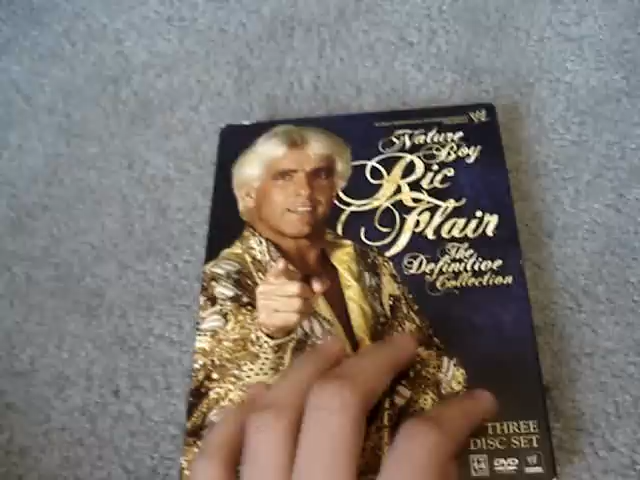 Nature
Boy
Ric
Flair
The
Definitive
Collection
THREE
DISC SET
DVD